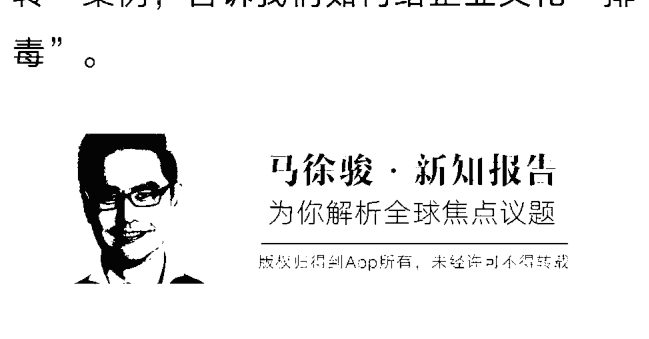 转”案例，告诉我们如何给企业文化“排
毒”。
马徐骏·新知报告
为你解析全球焦点议题
版权归得到App所有，未经许可不得转载